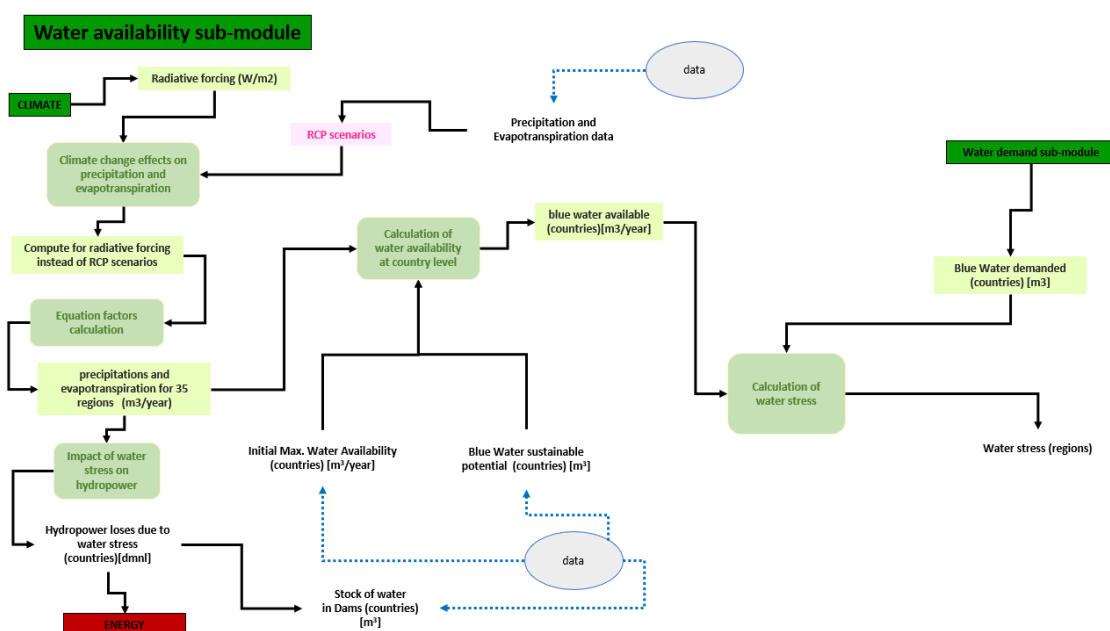 Water availability sub-module
Radiative forcing (W/m2)
data
CLIMATE
Precipitation and
Evapotranspiration data
RCP scenarios
Climate change effects on
precipitation and
evapotranspiration
Water demand sub-module
Calculation of
water availability
at country level
blue water available
(countries)[m3/year]
Compute for radiative forcing
instead of RCP scenarios
Blue Water demanded
(countries) [m3]
Equation factors
calculation
precipitations and
evapotranspiration for 35
regions (m3/year)
Calculation of
water stress
Impact of water
stress on
hydropower
Initial Max. Water Availability
(countries) [m³/year]
Blue Water sustainable
potential (countries) [m³]
Water stress (regions)
Hydropower loses due to
water stress
(countries)[dmnl]
data
Stock of water
in Dams (countries)
[m³]
ENERGY